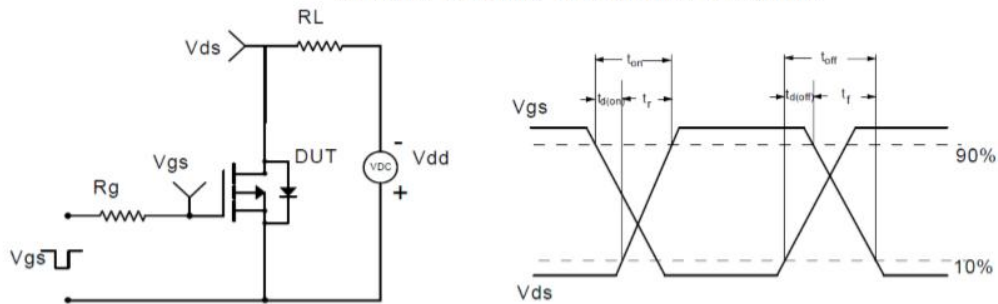 RL
Vds
Vgs
DUT
VDC
-
Vdd
+
Rg
Vgs
ton
toff
td(on)
tr
td(off)
tf
Vgs
90%
10%
Vds